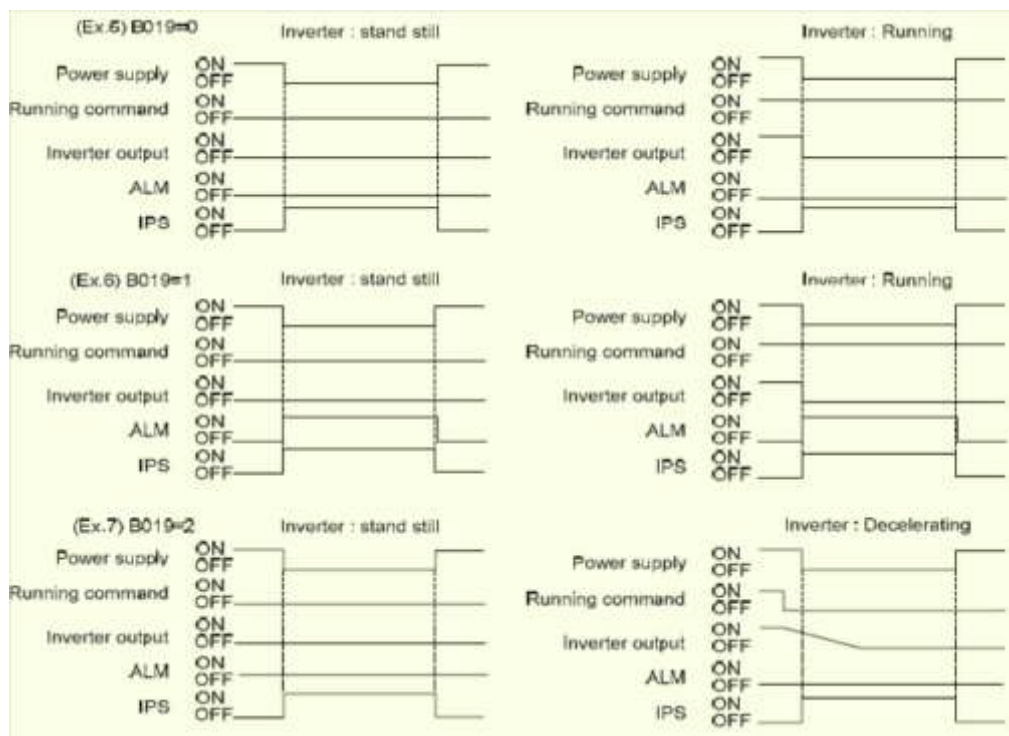 (Ex.5) B019=0 Inverter : stand still
Power supply ON OFF
Running command ON OFF
Inverter output ON OFF
ALM ON OFF
IPS ON OFF
Inverter : Running
Power supply ON OFF
Running command ON OFF
Inverter output ON OFF
ALM ON OFF
IPS ON OFF
(Ex.6) B019=1 Inverter : stand still
Power supply ON OFF
Running command ON OFF
Inverter output ON OFF
ALM ON OFF
IPS ON OFF
Inverter : Running
Power supply ON OFF
Running command ON OFF
Inverter output ON OFF
ALM ON OFF
IPS ON OFF
(Ex.7) B019=2 Inverter : stand still
Power supply ON OFF
Running command ON OFF
Inverter output ON OFF
ALM ON OFF
IPS ON OFF
Inverter : Decelerating
Power supply ON OFF
Running command ON OFF
Inverter output ON OFF
ALM ON OFF
IPS ON OFF